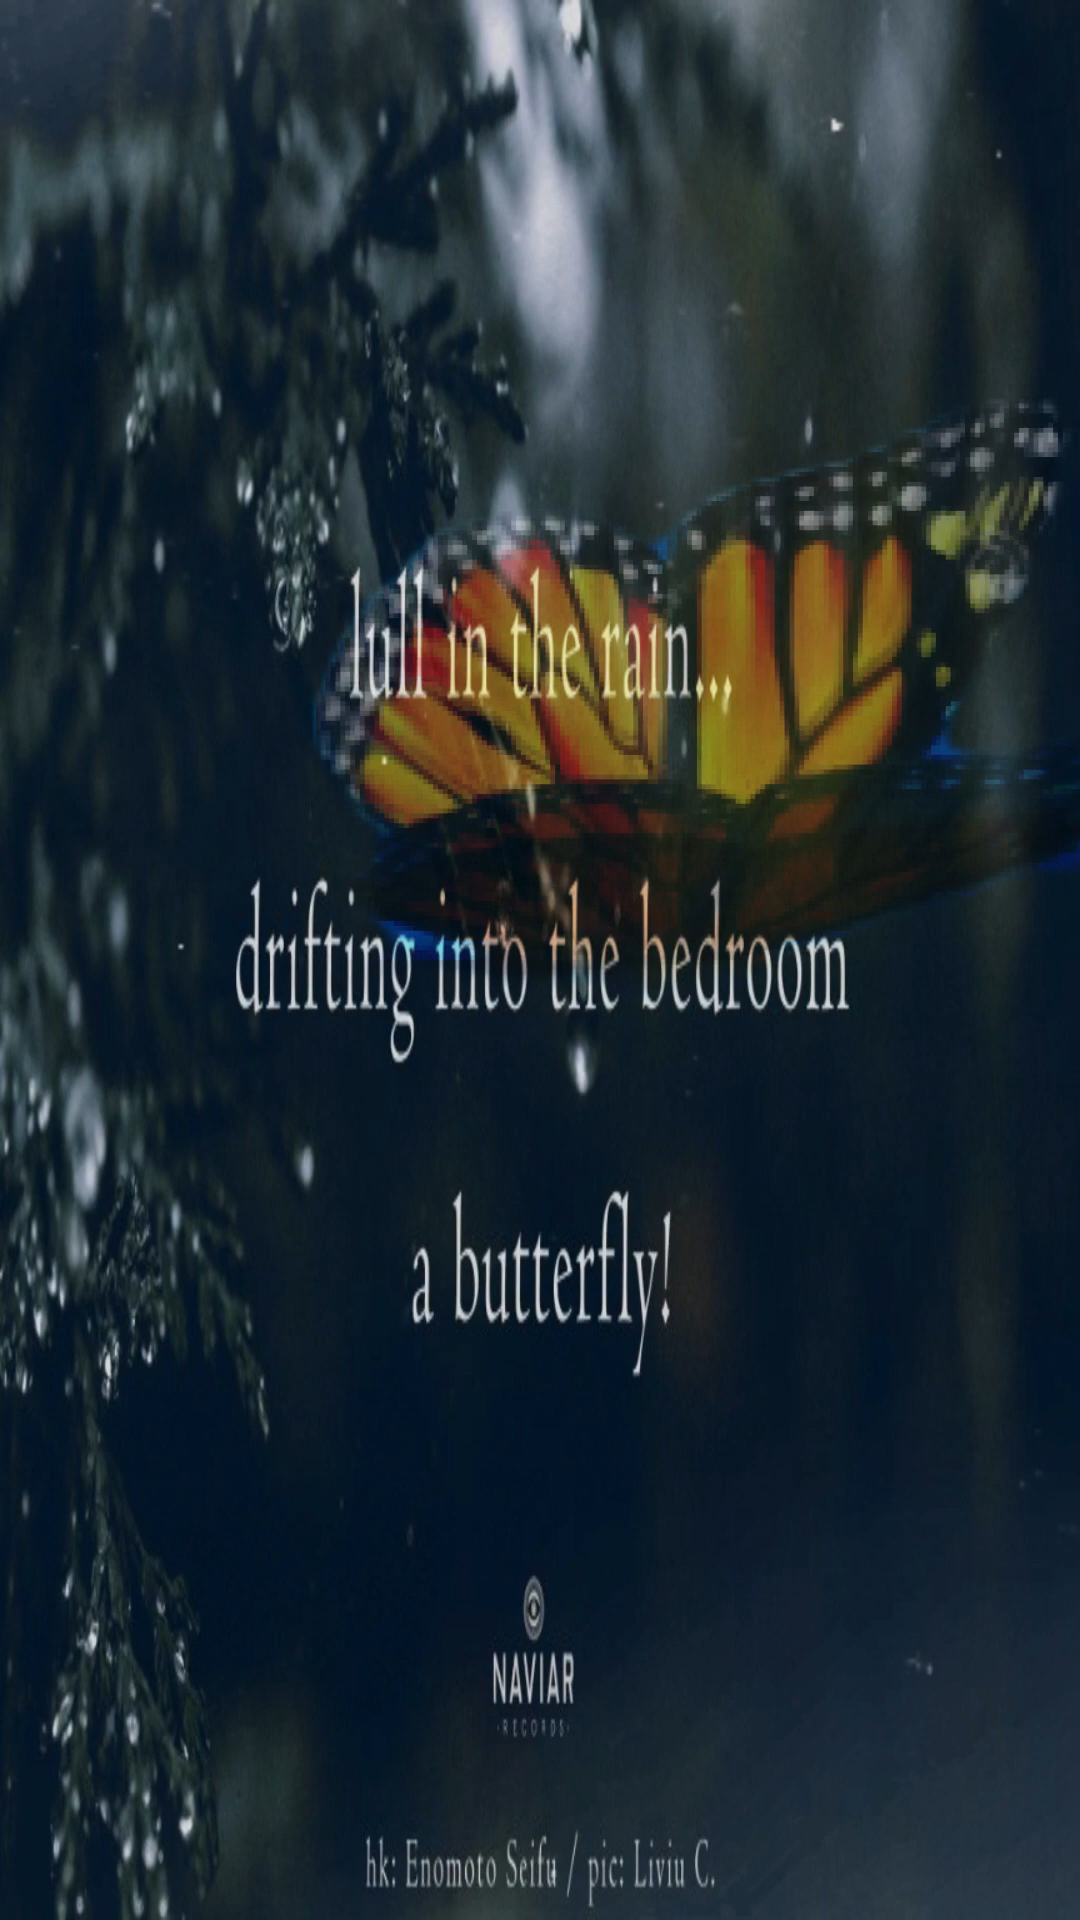 lull in the rain...
drifting into the bedroom
a butterfly!
NAVIAR
·RECORDS·
hk: Enomoto Seifu / pic: Liviu C.